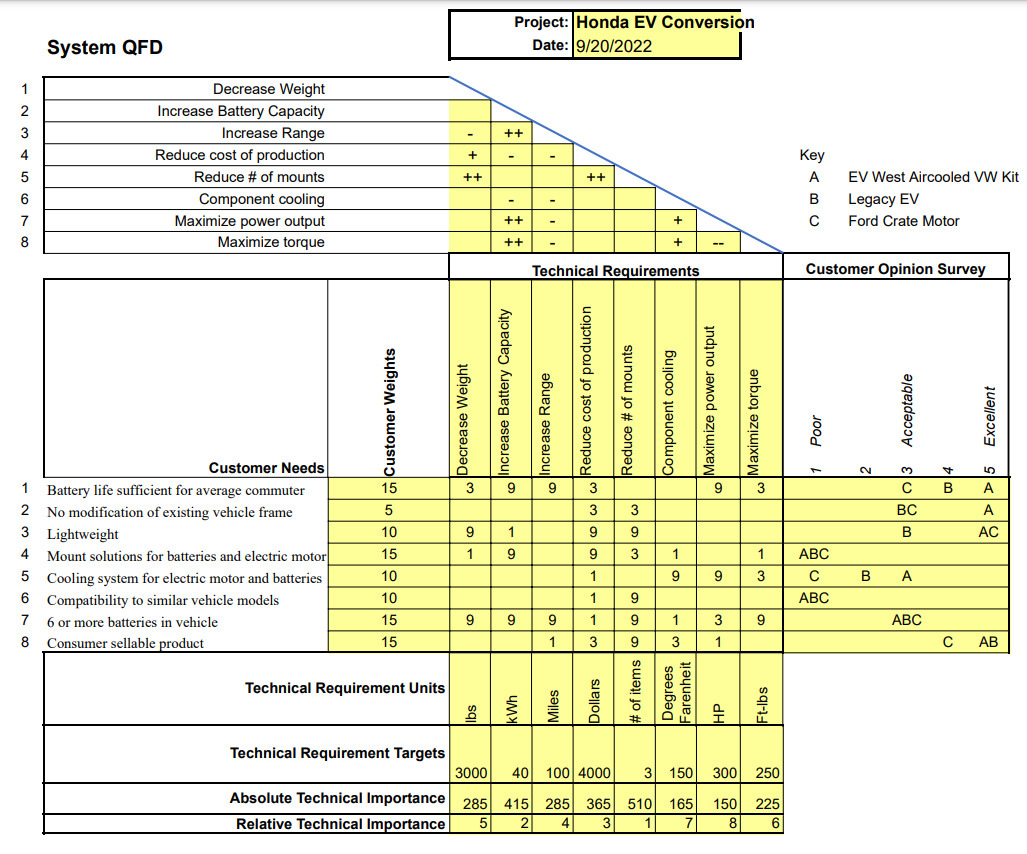 Project: Honda EV Conversion
System QFD
Date: 9/20/2022
1 Decrease Weight
2 Increase Battery Capacity
3 Increase Range - ++
4 Reduce cost of production + - - Key
5 Reduce # of mounts ++ ++ A EV West Aircooled VW Kit
6 Component cooling - - B Legacy EV
7 Maximize power output ++ - + C Ford Crate Motor
8 Maximize torque ++ - + --
Technical Requirements Customer Opinion Survey
Customer Needs
Customer Weights
Decrease Weight
Increase Battery Capacity
Increase Range
Reduce cost of production
Reduce # of mounts
Component cooling
Maximize power output
Maximize torque
1 Poor
2
3 Acceptable
4
5 Excellent
1 Battery life sufficient for average commuter 15 3 9 9 3 9 3 C B A
2 No modification of existing vehicle frame 5 3 3 BC A
3 Lightweight 10 9 1 9 9 B AC
4 Mount solutions for batteries and electric motor 15 1 9 9 3 1 1 ABC
5 Cooling system for electric motor and batteries 10 1 9 9 3 C B A
6 Compatibility to similar vehicle models 10 1 9 ABC
7 6 or more batteries in vehicle 15 9 9 9 1 9 1 3 9 ABC
8 Consumer sellable product 15 1 3 9 3 1 C AB
Technical Requirement Units
lbs
kWh
Miles
Dollars
# of items
Degrees
Farenheit
HP
Ft-lbs
Technical Requirement Targets 3000 40 100 4000 3 150 300 250
Absolute Technical Importance 285 415 285 365 510 165 150 225
Relative Technical Importance 5 2 4 3 1 7 8 6